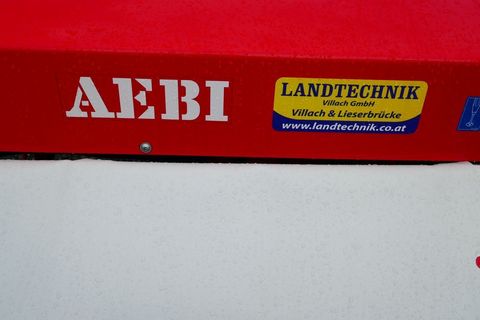 AEBI
LANDTECHNIK
Villach GmbH
Villach & Lieserbrücke
www.landtechnik.co.at